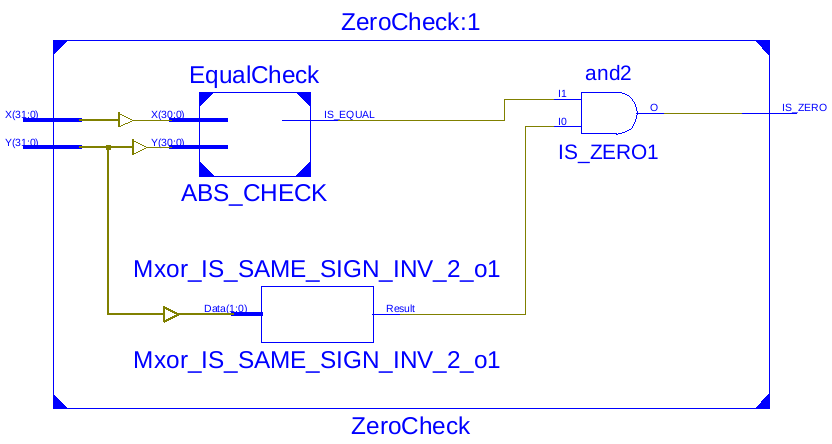 ZeroCheck:1
EqualCheck
and2
X(31:0)
X(30:0)
IS_EQUAL
I1
O
IS_ZERO
Y(31:0)
Y(30:0)
I0
IS_ZERO1
ABS_CHECK
Mxor_IS_SAME_SIGN_INV_2_o1
Data(1:0)
Result
Mxor_IS_SAME_SIGN_INV_2_o1
ZeroCheck